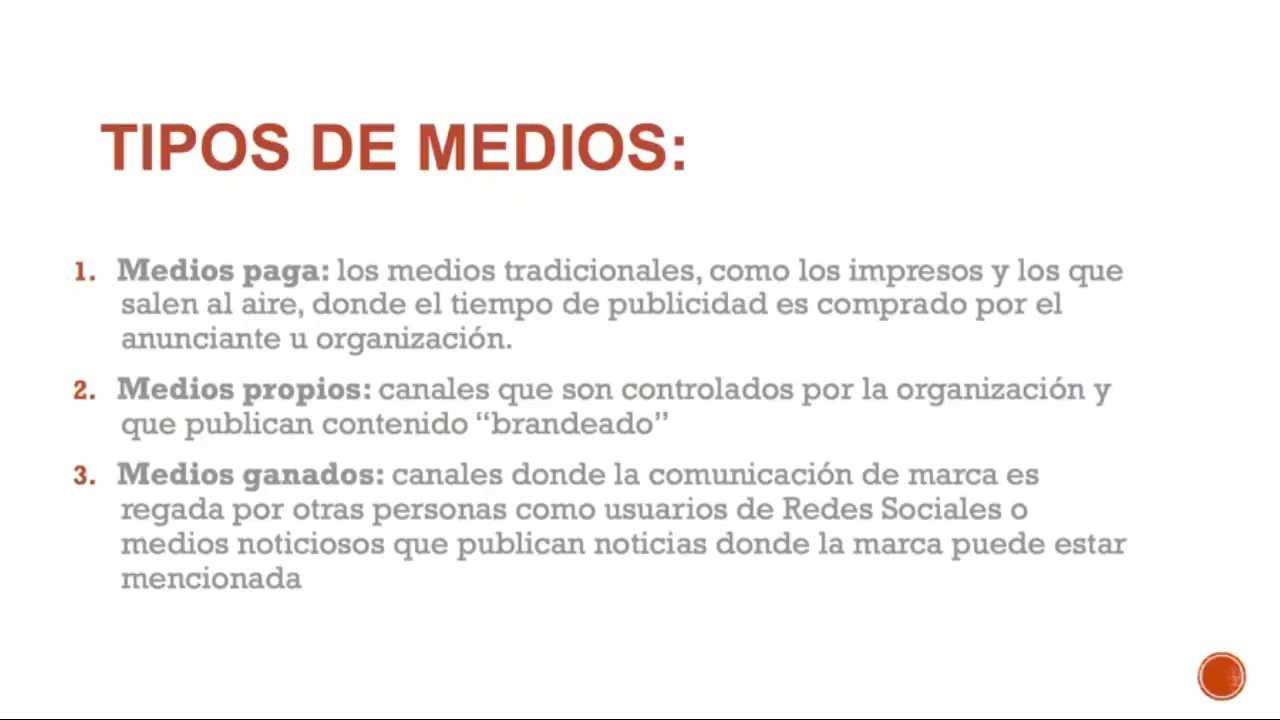 TIPOS DE MEDIOS:
1. Medios paga: los medios tradicionales, como los impresos y los que
salen al aire, donde el tiempo de publicidad es comprado por el
anunciante u organización.
2. Medios propios: canales que son controlados por la organización y
que publican contenido “brandeado”
3. Medios ganados: canales donde la comunicación de marca es
regada por otras personas como usuarios de Redes Sociales o
medios noticiosos que publican noticias donde la marca puede estar
mencionada